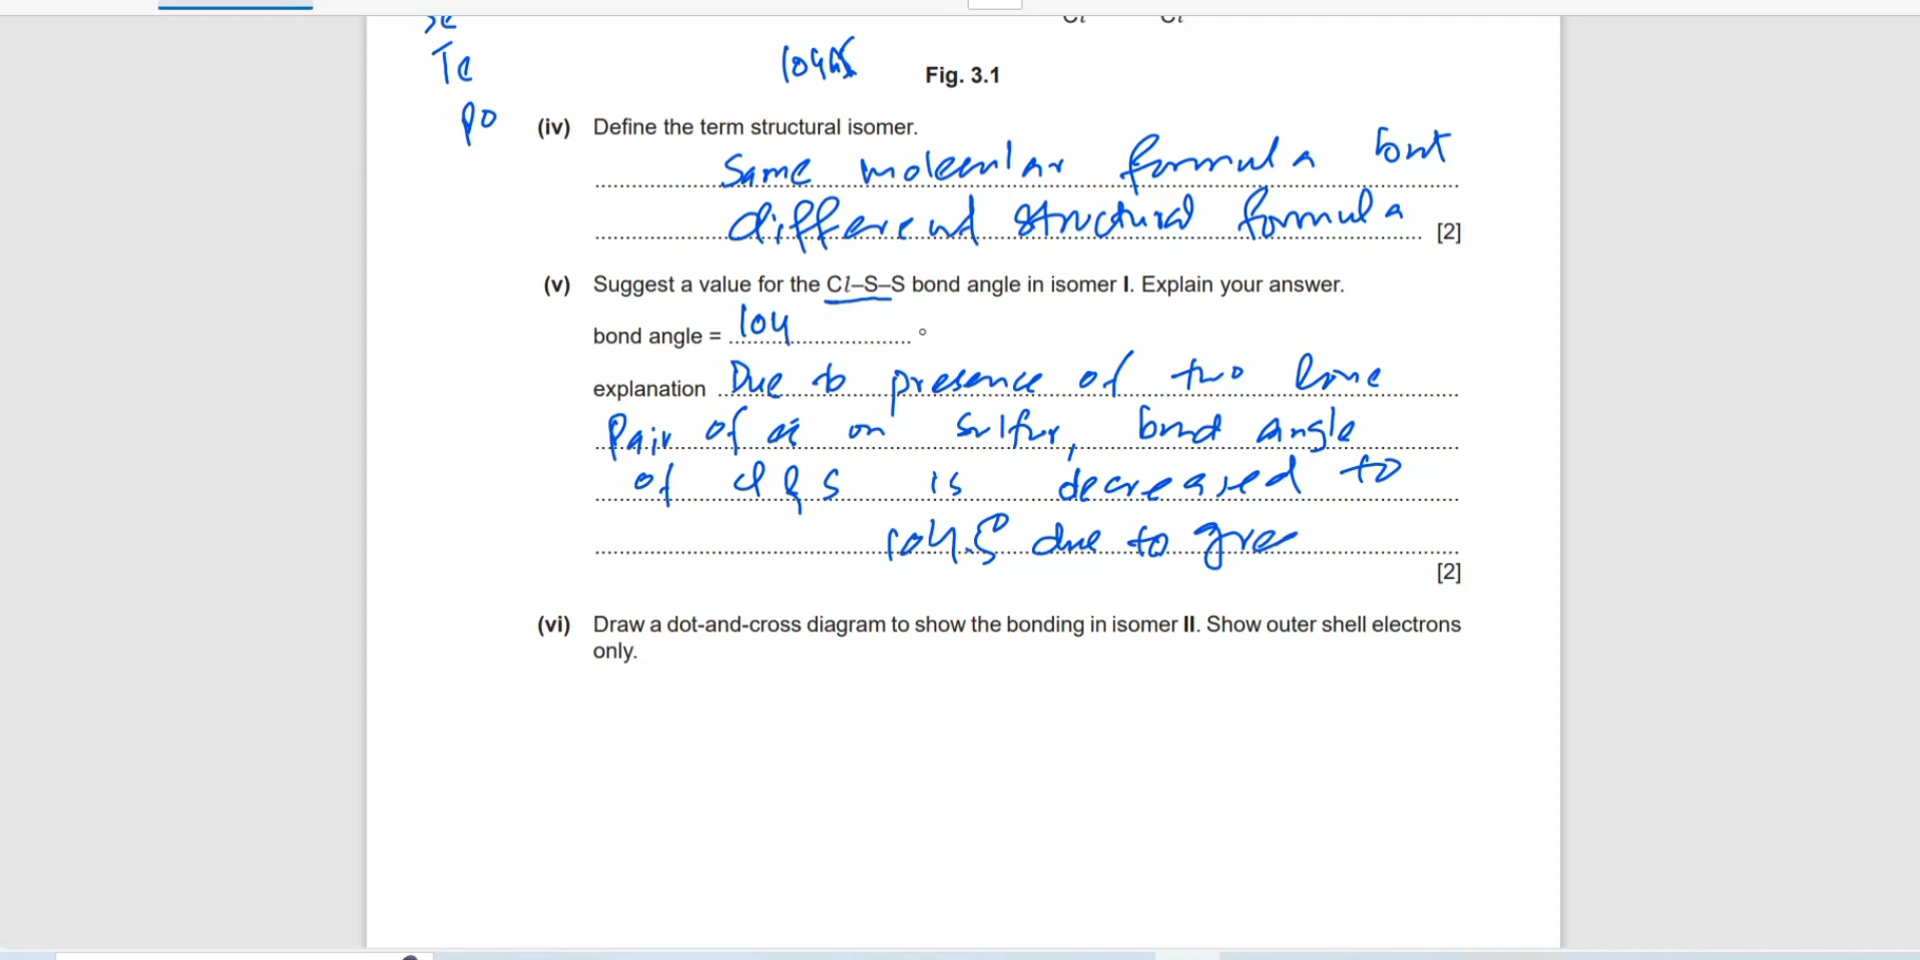 Te
104.5
Fig. 3.1
Po
(iv) Define the term structural isomer.
Same molecular formula but
different structural formula [2]
(v) Suggest a value for the Cl–S–S bond angle in isomer I. Explain your answer.
bond angle = 104 °
explanation Due to presence of two lone
Pair of on sulfur, bond angle
of Cl & S is decreased to
104.5° due to gre
[2]
(vi) Draw a dot-and-cross diagram to show the bonding in isomer II. Show outer shell electrons
only.